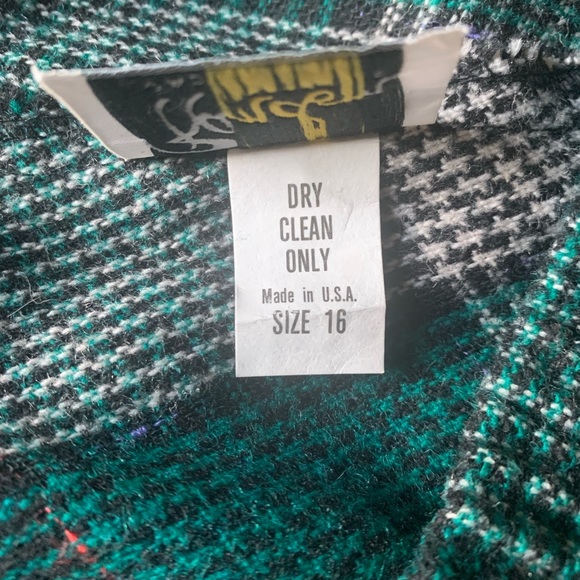 DRY
CLEAN
ONLY
Made in U.S.A.
SIZE 16